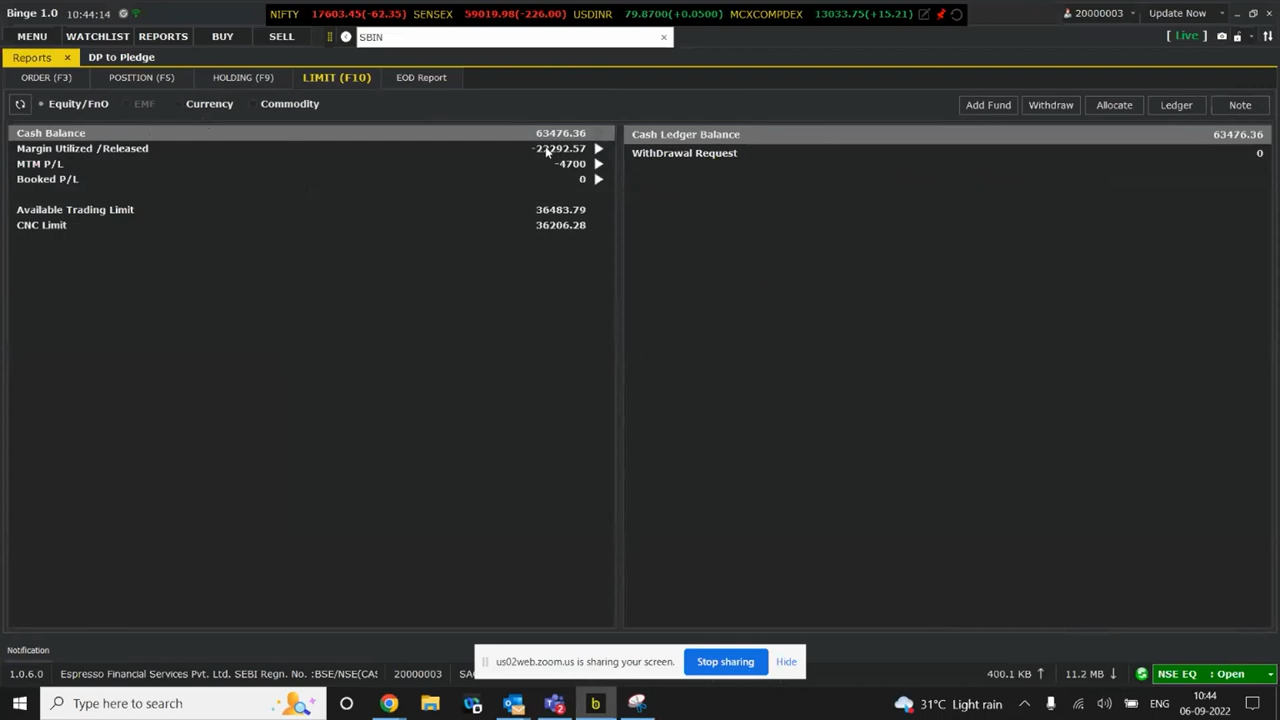 Binge 1.0
NIFTY 17603.45(-62.35) SENSEX 59019.98(-226.00) USDINR 79.8700(+0.0500) MCXCOMPDEX 13033.75(+15.21)
20000003 Update Now
MENU WATCHLIST REPORTS BUY SELL SBIN [ Live ]
Reports × DP to Pledge
ORDER (F3) POSITION (F5) HOLDING (F9) LIMIT (F10) EOD Report
Equity/FnO EMF Currency Commodity Add Fund Withdraw Allocate Ledger Note
Cash Balance 63476.36
Margin Utilized /Released -22292.57
MTM P/L -4700
Booked P/L 0
Available Trading Limit 36483.79
CNC Limit 36206.28
Cash Ledger Balance 63476.36
WithDrawal Request 0
Notification
us02web.zoom.us is sharing your screen. Stop sharing Hide
1.0.6.0 Espresso Financial Services Pvt. Ltd. SEBI Regn. No. :BSE/NSE(CAS 20000003 400.1 KB 11.2 MB NSE EQ : Open
Type here to search 31°C Light rain ENG 10:44
06-09-2022